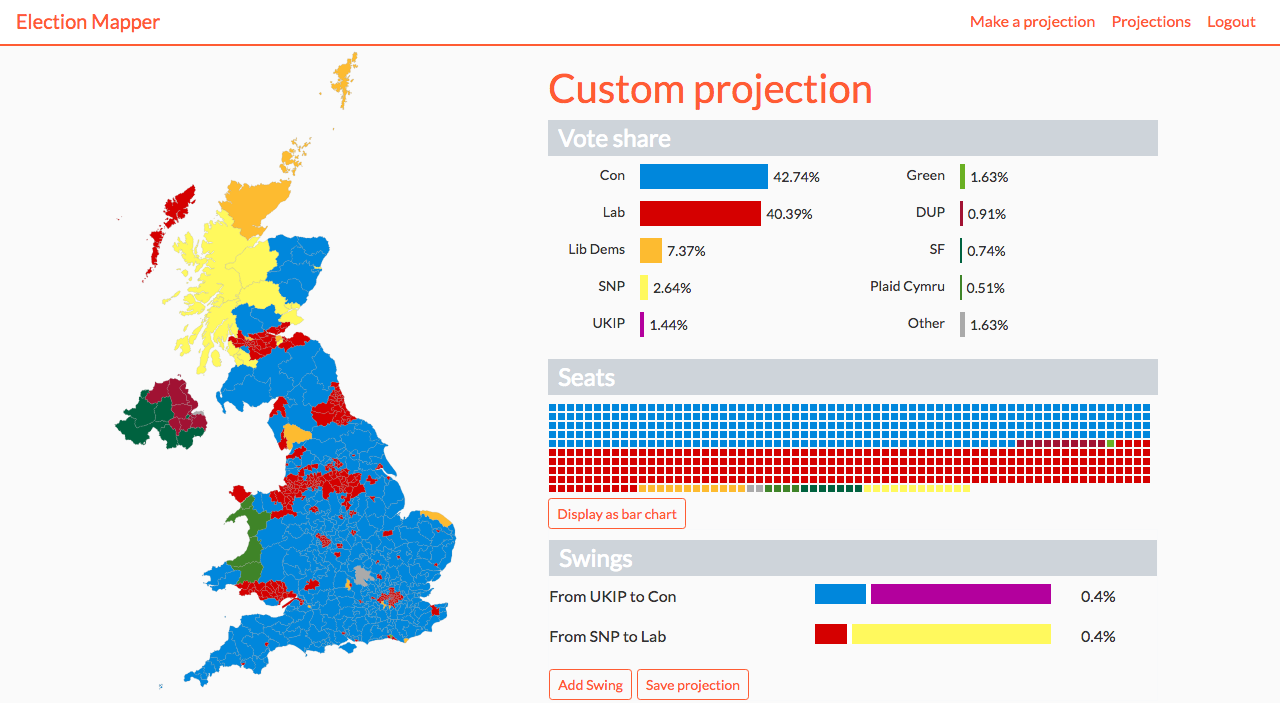 Election Mapper
Make a projection Projections Logout
Custom projection
Vote share
Con 42.74% Green 1.63%
Lab 40.39% DUP 0.91%
Lib Dems 7.37% SF 0.74%
SNP 2.64% Plaid Cymru 0.51%
UKIP 1.44% Other 1.63%
Seats
Display as bar chart
Swings
From UKIP to Con 0.4%
From SNP to Lab 0.4%
Add Swing Save projection